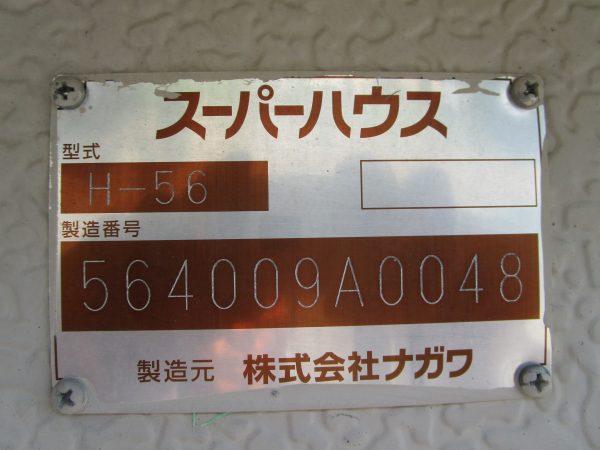 スーパーハウス
型式
H-56
製造番号
564009A0048
製造元 株式会社ナガワ